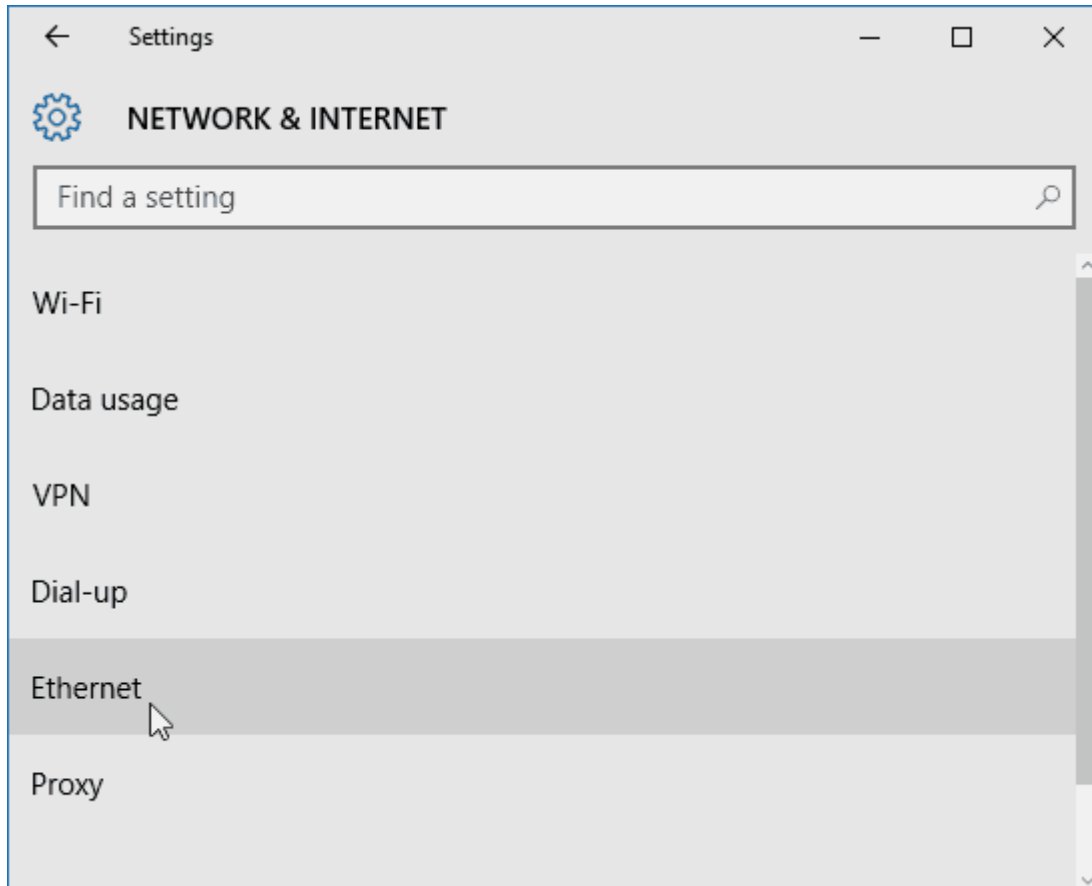 Settings
NETWORK & INTERNET
Find a setting
Wi-Fi
Data usage
VPN
Dial-up
Ethernet
Proxy